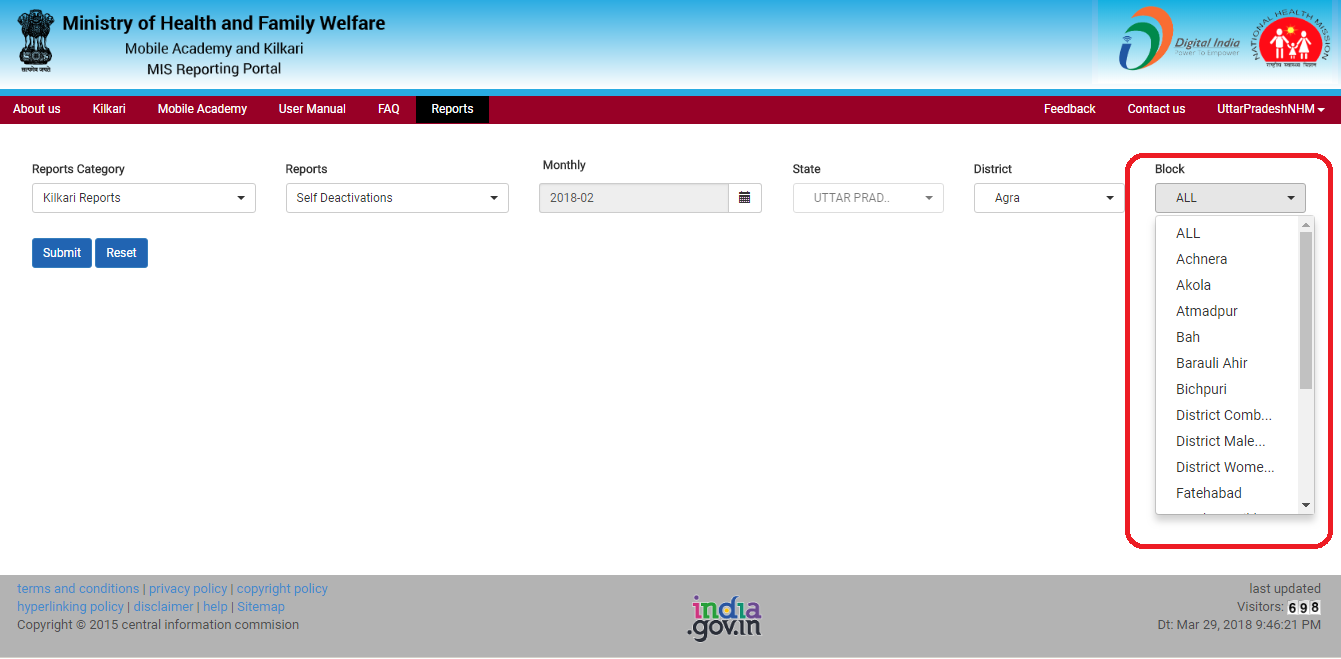 Ministry of Health and Family Welfare
Mobile Academy and Kilkari
MIS Reporting Portal
सत्यमेव जयते
Digital India
Power To Empower
NATIONAL HEALTH MISSION
राष्ट्रीय स्वास्थ्य मिशन
About us Kilkari Mobile Academy User Manual FAQ Reports Feedback Contact us UttarPradeshNHM
Reports Category Reports Monthly State District Block
Kilkari Reports Self Deactivations 2018-02 UTTAR PRAD.. Agra ALL
Submit Reset
ALL
Achnera
Akola
Atmadpur
Bah
Barauli Ahir
Bichpuri
District Comb...
District Male...
District Wome...
Fatehabad
terms and conditions | privacy policy | copyright policy
hyperlinking policy | disclaimer | help | Sitemap
Copyright © 2015 central information commision
india
.gov.in
last updated
Visitors: 698
Dt: Mar 29, 2018 9:46:21 PM